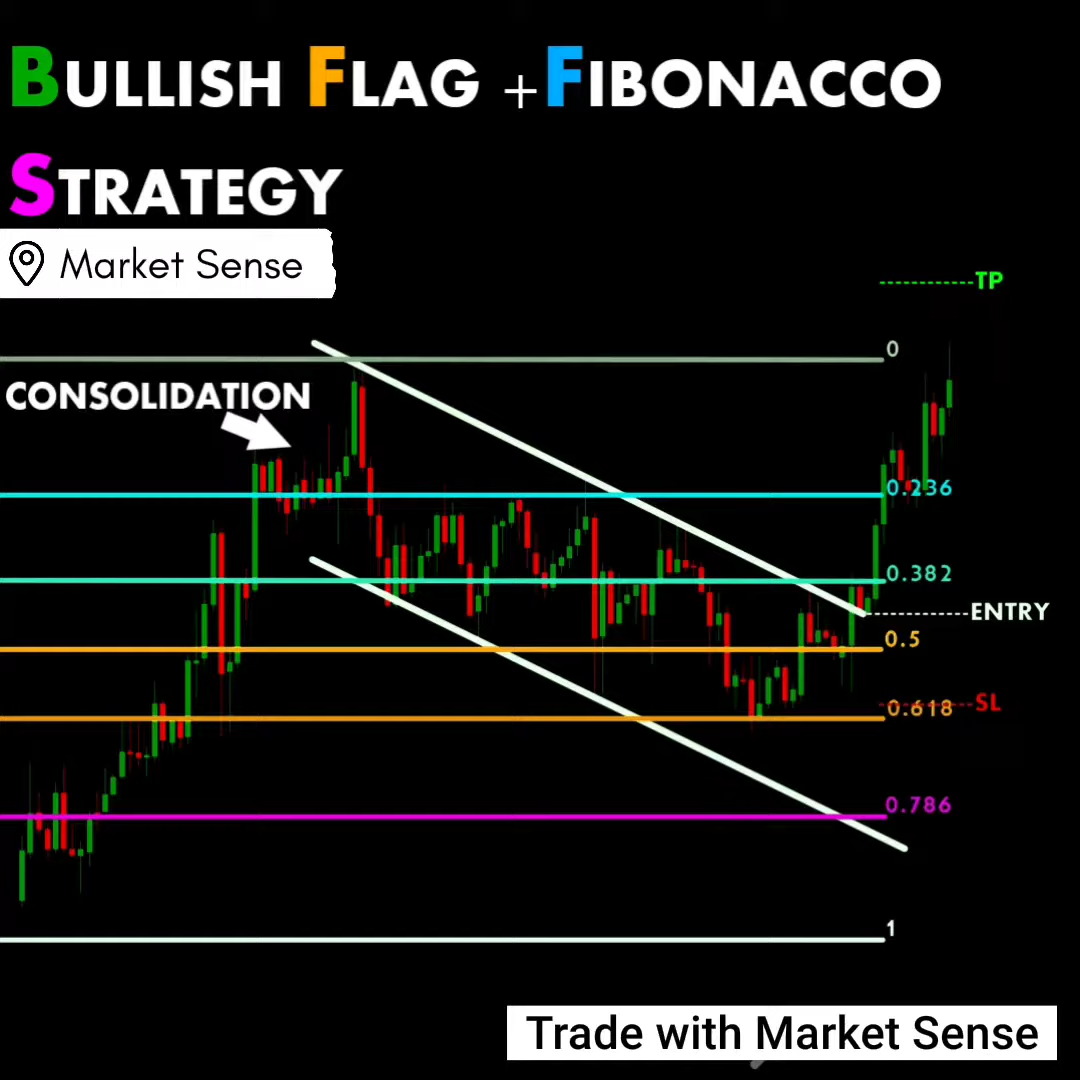 BULLISH FLAG + FIBONACCO
STRATEGY
Market Sense
TP
0
CONSOLIDATION
0.236
0.382
ENTRY
0.5
SL
0.618
0.786
1
Trade with Market Sense